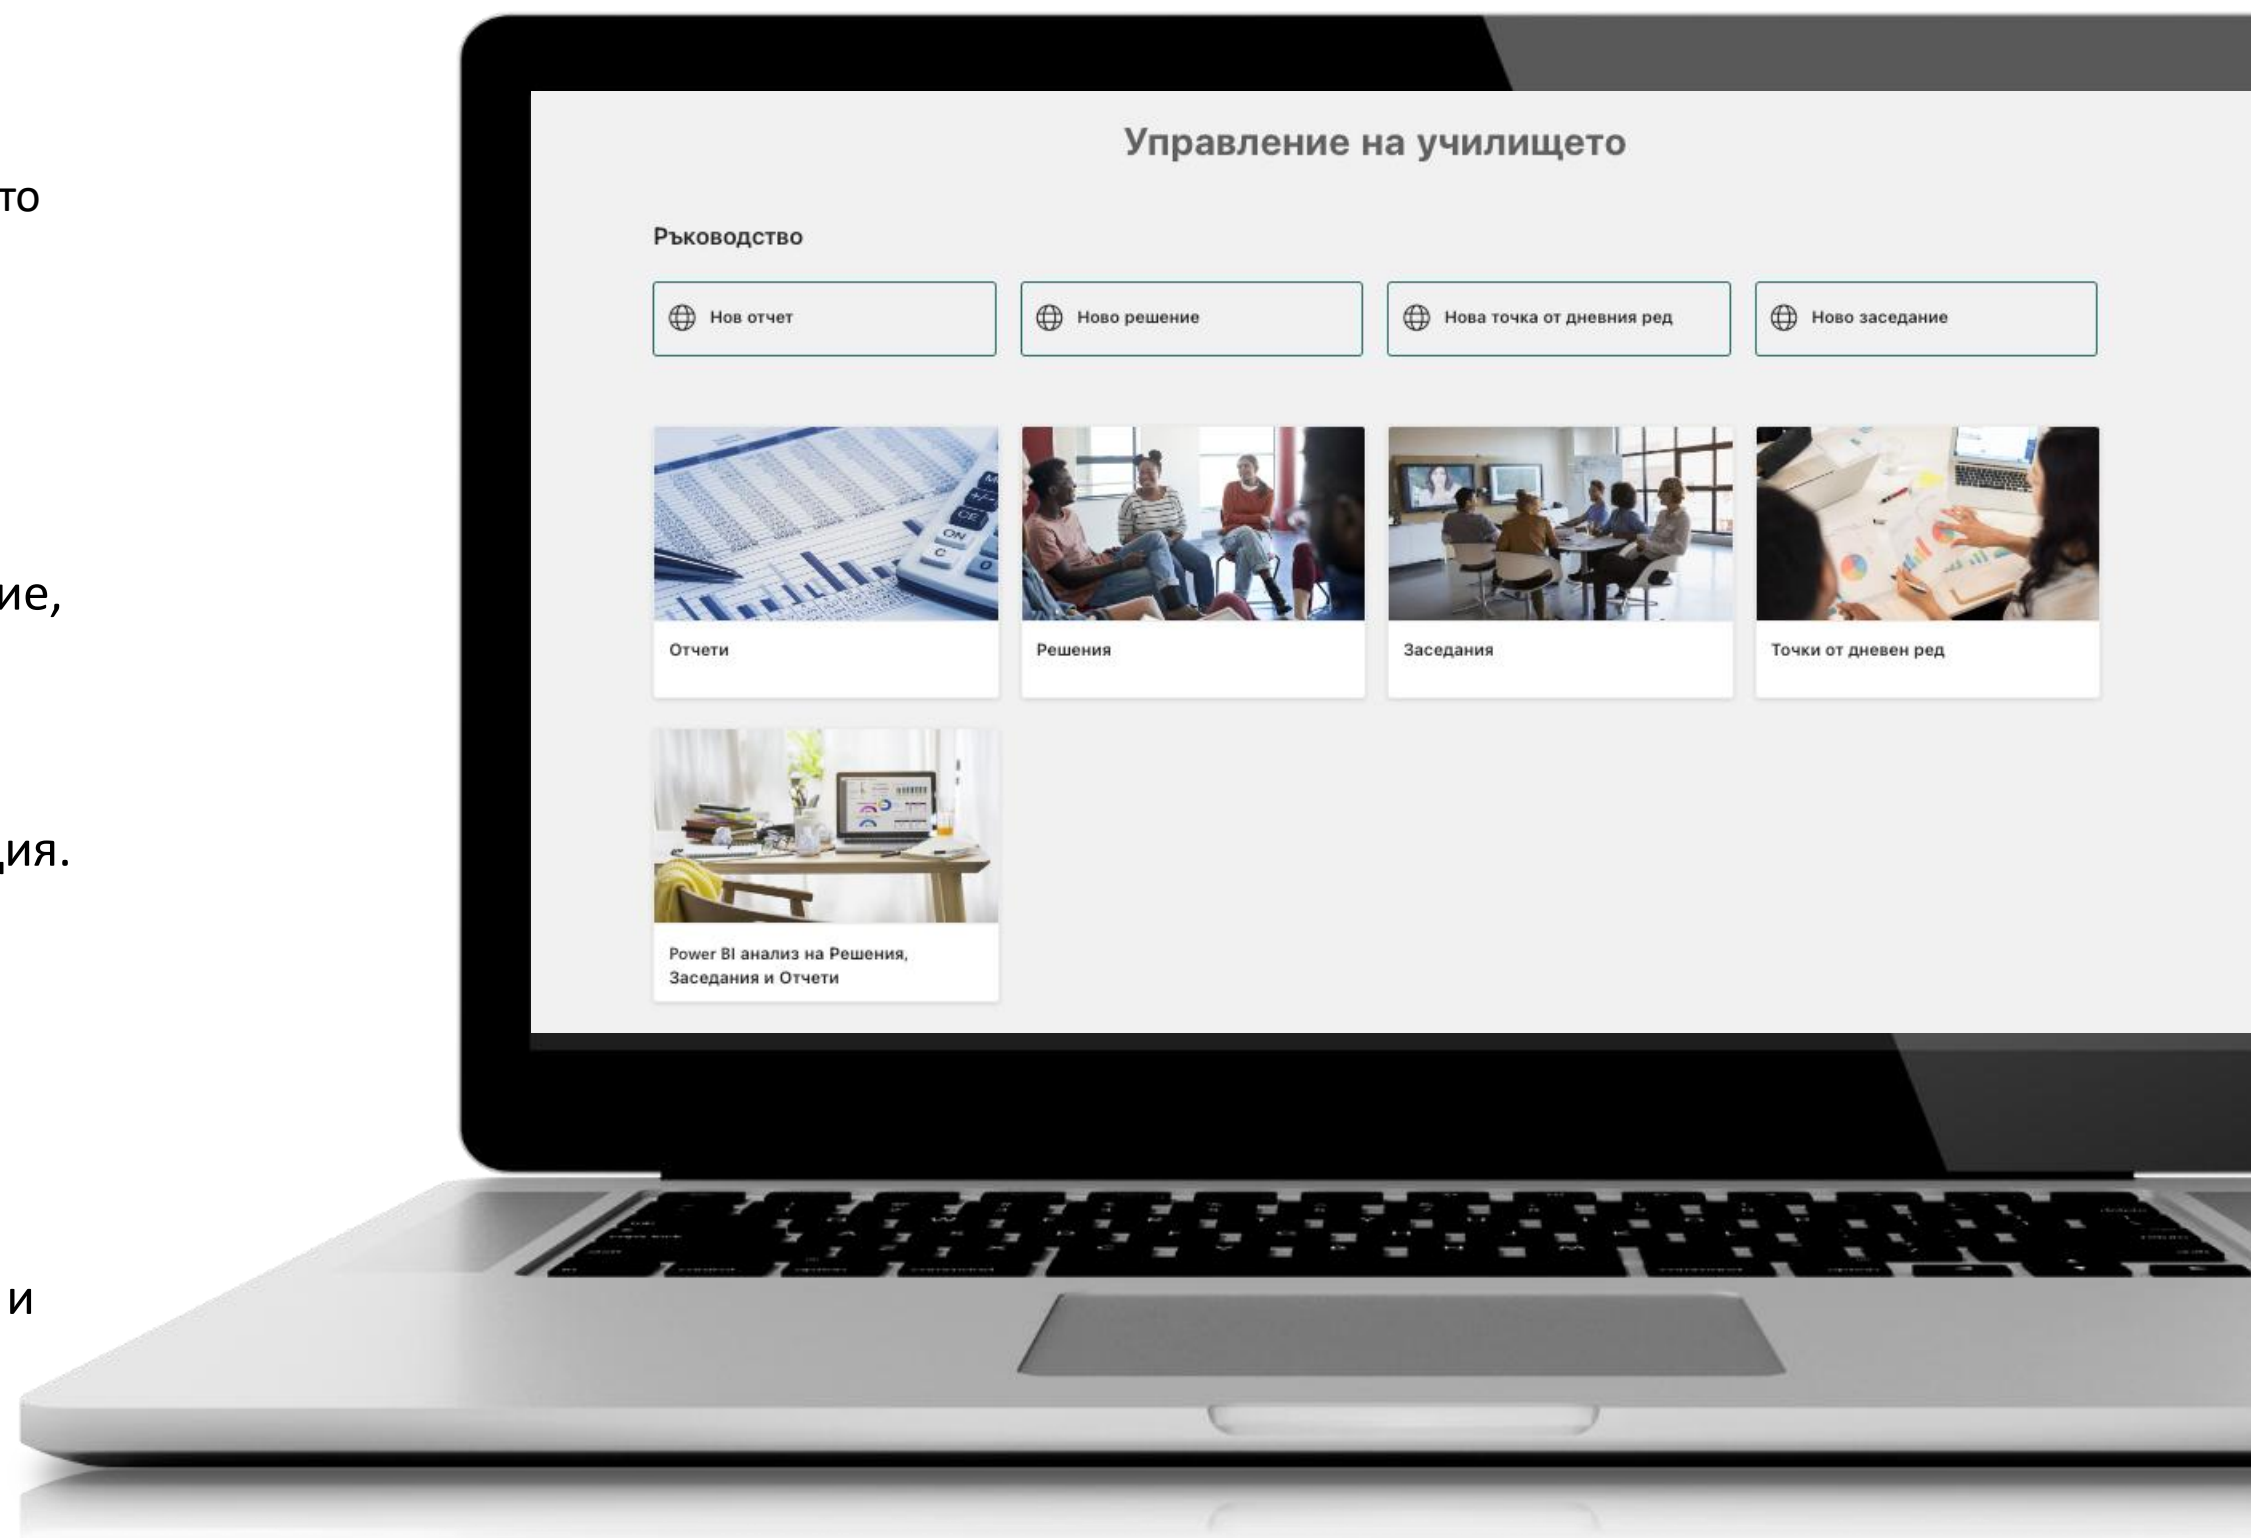 то
ие,
ция.
и
Управление на училището
Ръководство
Нов отчет
Ново решение
Нова точка от дневния ред
Ново заседание
Отчети
Решения
Заседания
Точки от дневен ред
Power BI анализ на Решения,
Заседания и Отчети